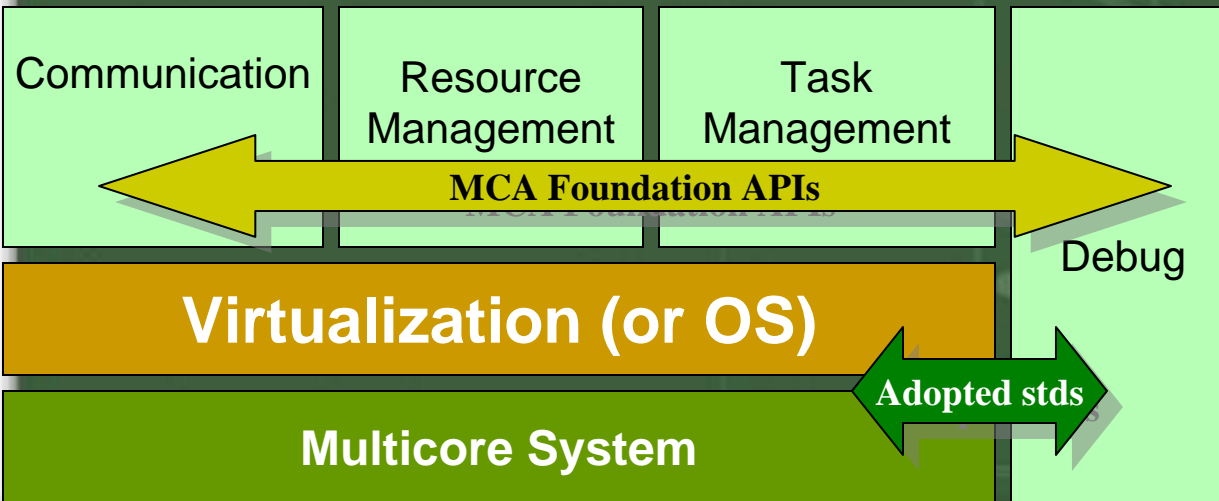 Communication
Resource
Management
Task
Management
MCA Foundation APIs
Debug
Virtualization (or OS)
Adopted stds
Multicore System